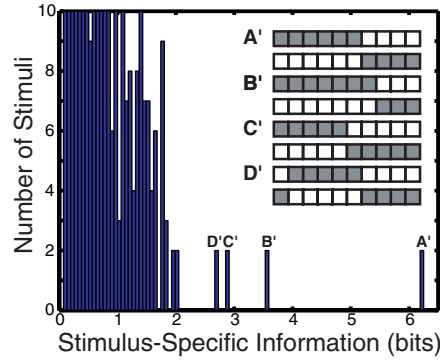 10
8
6
4
2
0
Number of Stimuli
A'
B'
C'
D'
D' C' B' A'
0 1 2 3 4 5 6
Stimulus-Specific Information (bits)